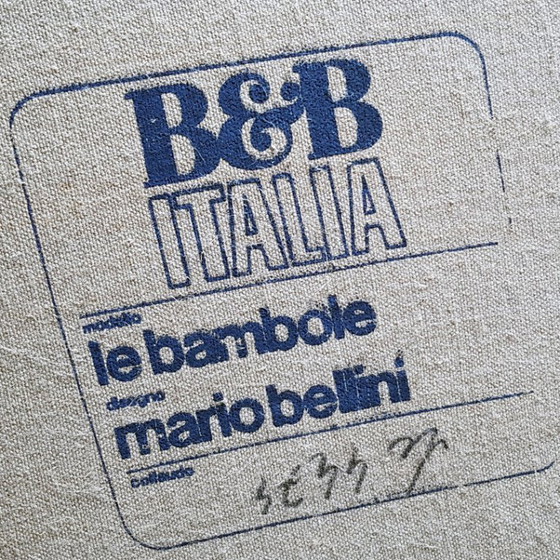 B&B
ITALIA
modello
le bambole
disegno
mario bellini
collaudo